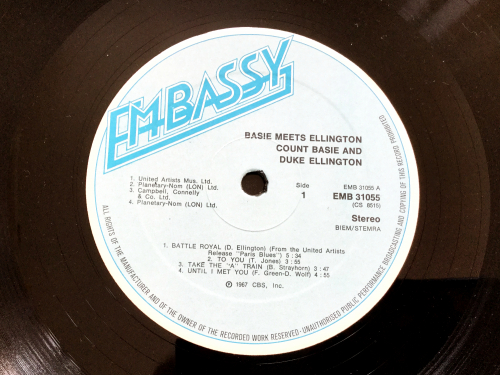 EMBASSY
BASIE MEETS ELLINGTON
COUNT BASIE AND
DUKE ELLINGTON
1. United Artists Mus. Ltd.
2. Planetary-Nom (LON) Ltd.
3. Campbell, Connelly
& Co. Ltd.
4. Planetary-Nom (LON) Ltd.
Side
1
EMB 31055 A
EMB 31055
(CS 8515)
Stereo
BIEM/STEMRA
1. BATTLE ROYAL (D. Ellington) (From the United Artists
Release "Paris Blues") 5 : 34
2. TO YOU (T. Jones) 3 : 55
3. TAKE THE "A" TRAIN (B. Strayhorn) 3 : 47
4. UNTIL I MET YOU (F. Green-D. Wolf) 4 : 55
℗ 1967 CBS, Inc.
ALL RIGHTS OF THE MANUFACTURER AND OF THE OWNER OF THE RECORDED WORK RESERVED-UNAUTHORISED PUBLIC PERFORMANCE BROADCASTING AND COPYING OF THIS RECORD PROHIBITED